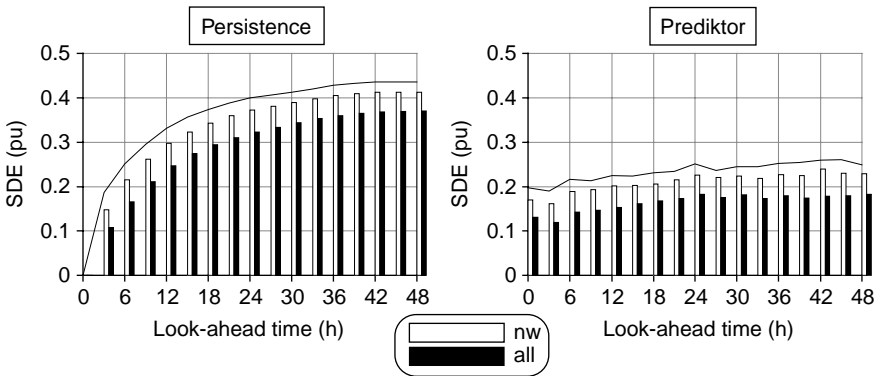 Persistence
SDE (pu)
0.5
0.4
0.3
0.2
0.1
0
0 6 12 18 24 30 36 42 48
Look-ahead time (h)
Prediktor
SDE (pu)
0.5
0.4
0.3
0.2
0.1
0
0 6 12 18 24 30 36 42 48
Look-ahead time (h)
nw
all